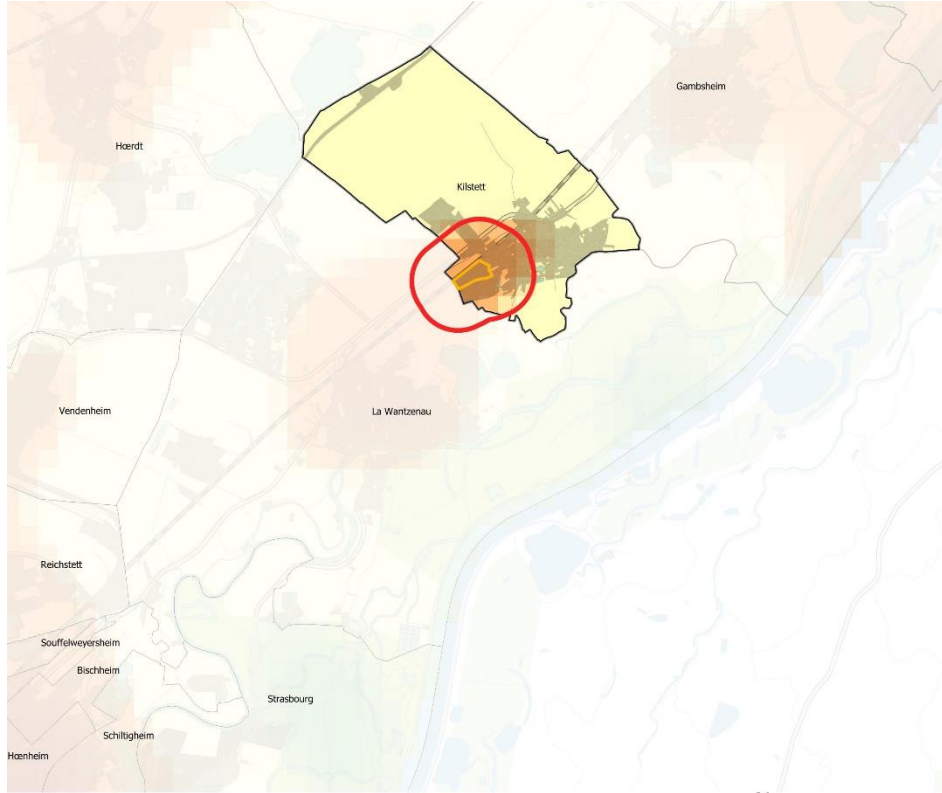 Gambsheim
Hœrdt
Kilstett
Vendenheim
La Wantzenau
Reichstett
Souffelweyersheim
Bischheim
Strasbourg
Schiltigheim
Hœnheim